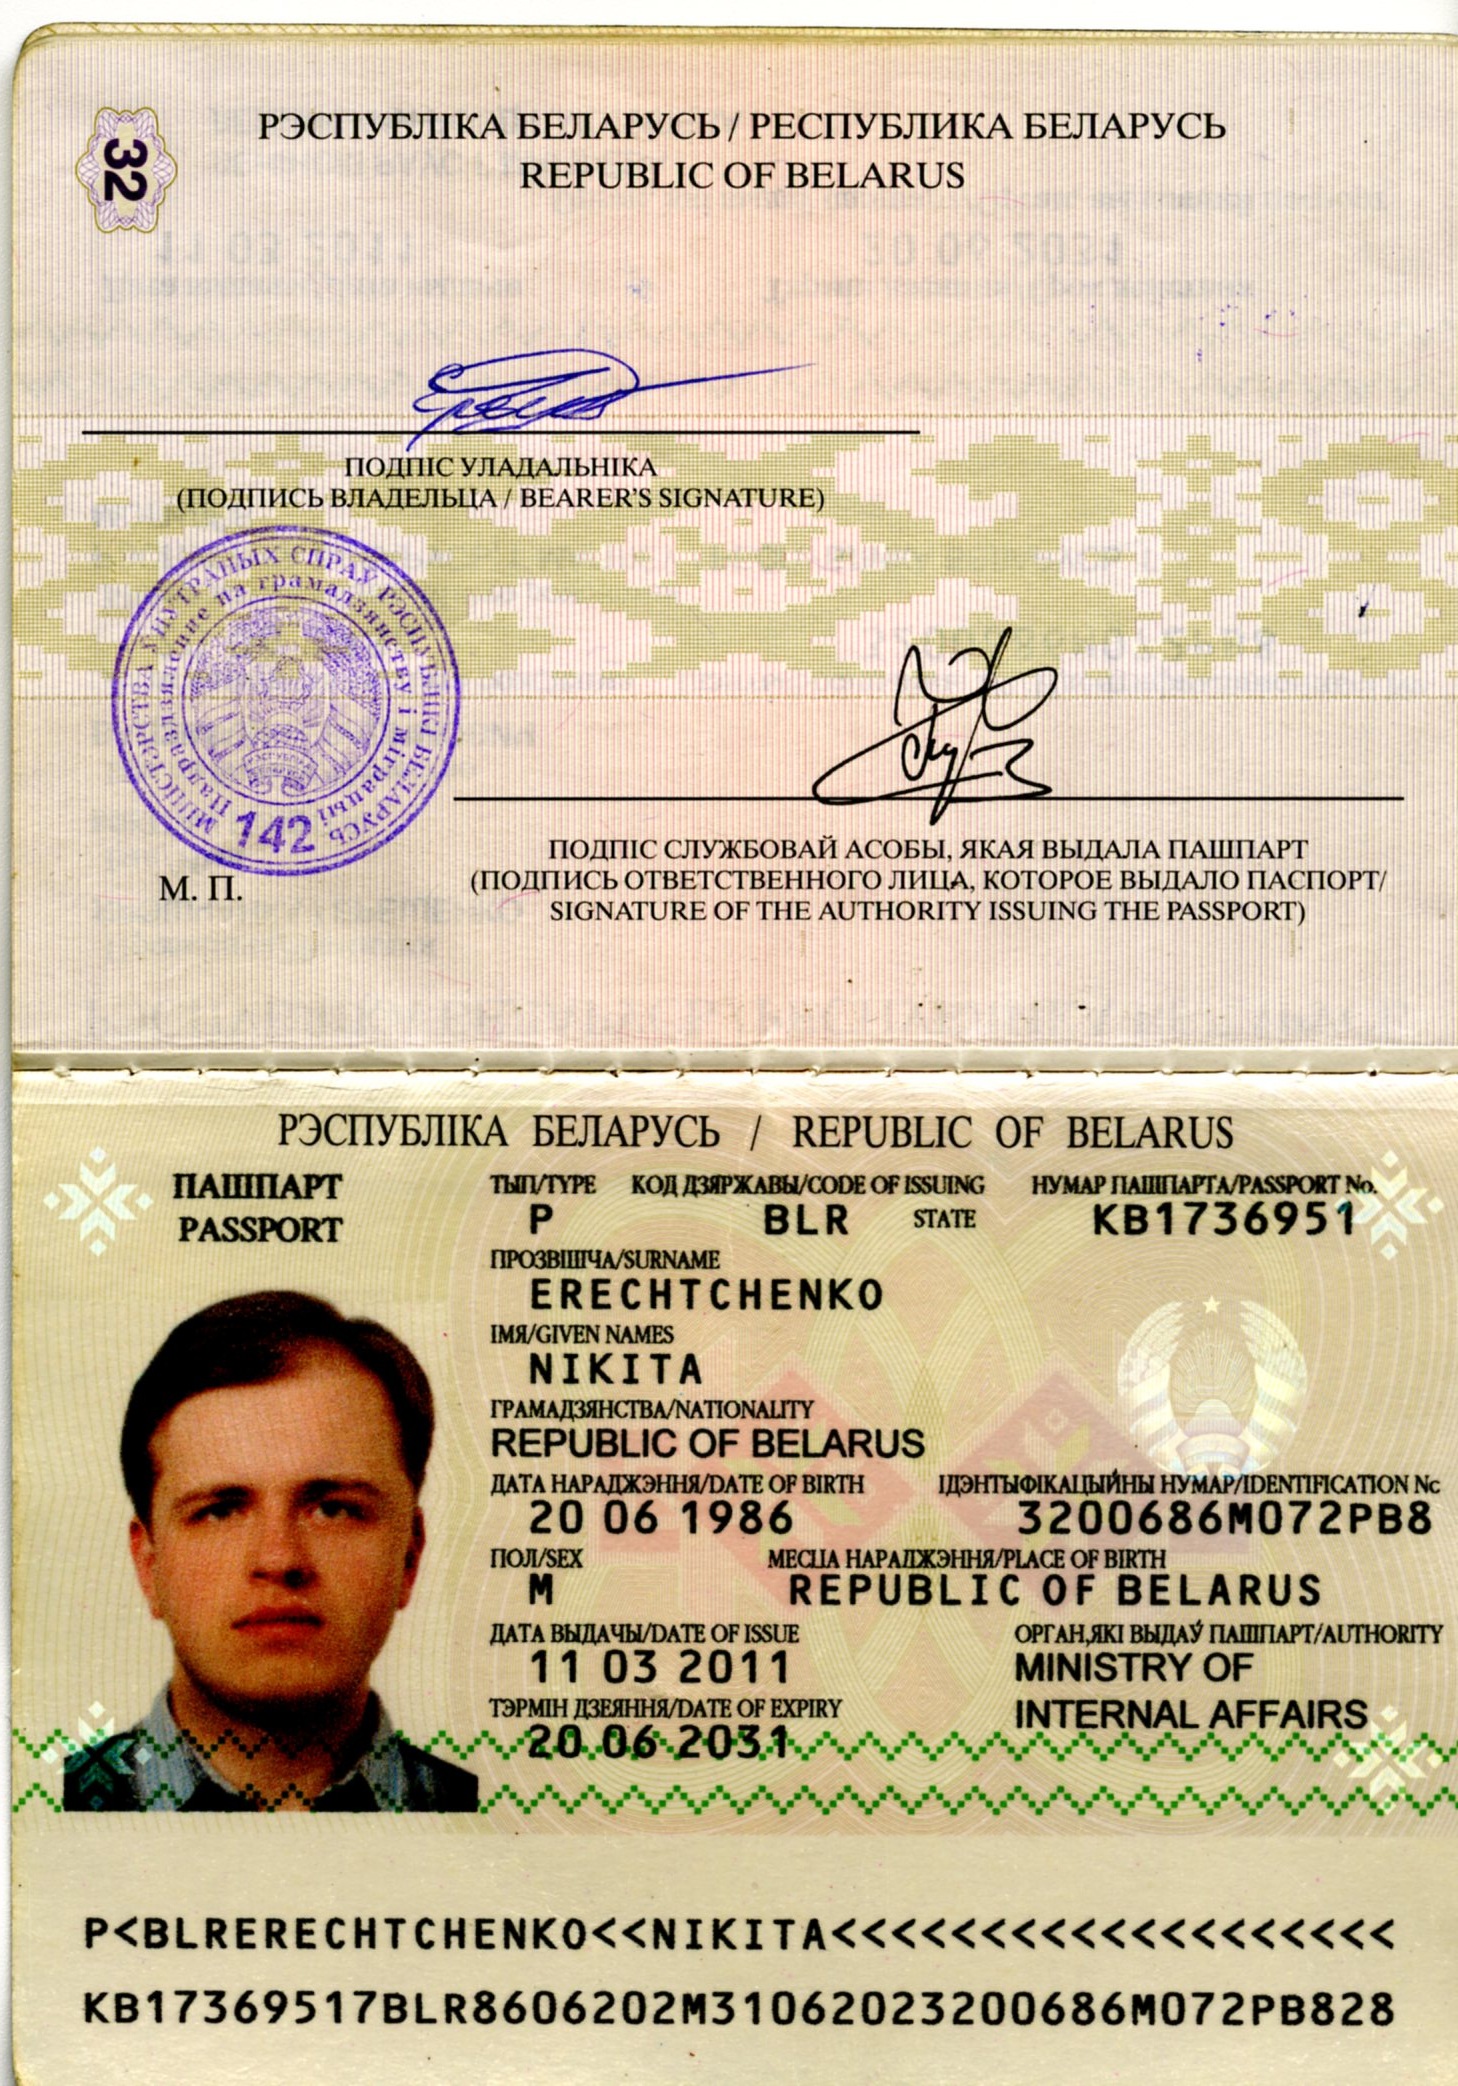 32
РЭСПУБЛІКА БЕЛАРУСЬ / РЕСПУБЛИКА БЕЛАРУСЬ
REPUBLIC OF BELARUS
ПОДПІС УЛАДАЛЬНІКА
(ПОДПИСЬ ВЛАДЕЛЬЦА / BEARER'S SIGNATURE)
МІНІСТЭРСТВА УНУТРАНЫХ СПРАЎ РЭСПУБЛІКІ БЕЛАРУСЬ
Падраздзяленне па грамадзянству і міграцыі
142
М. П.
ПОДПІС СЛУЖБОВАЙ АСОБЫ, ЯКАЯ ВЫДАЛА ПАШПАРТ
(ПОДПИСЬ ОТВЕТСТВЕННОГО ЛИЦА, КОТОРОЕ ВЫДАЛО ПАСПОРТ/
SIGNATURE OF THE AUTHORITY ISSUING THE PASSPORT)
РЭСПУБЛІКА БЕЛАРУСЬ / REPUBLIC OF BELARUS
ПАШПАРТ ТЫП/TYPE КОД ДЗЯРЖАВЫ/CODE OF ISSUING НУМАР ПАШПАРТА/PASSPORT No.
PASSPORT P BLR STATE KB1736951
ПРОЗВІШЧА/SURNAME
ERECHTCHENKO
ІМЯ/GIVEN NAMES
NIKITA
ГРАМАДЗЯНСТВА/NATIONALITY
REPUBLIC OF BELARUS
ДАТА НАРАДЖЭННЯ/DATE OF BIRTH ІДЭНТЫФІКАЦЫЙНЫ НУМАР/IDENTIFICATION No
20 06 1986 3200686M072PB8
ПОЛ/SEX МЕСЦА НАРАДЖЭННЯ/PLACE OF BIRTH
M REPUBLIC OF BELARUS
ДАТА ВЫДАЧЫ/DATE OF ISSUE ОРГАН,ЯКІ ВЫДАЎ ПАШПАРТ/AUTHORITY
11 03 2011 MINISTRY OF
ТЭРМІН ДЗЕЯННЯ/DATE OF EXPIRY INTERNAL AFFAIRS
20 06 2031
P<BLRERECHTCHENKO<<NIKITA<<<<<<<<<<<<<<<<<<<
KB17369517BLR8606202M31062023200686M072PB828